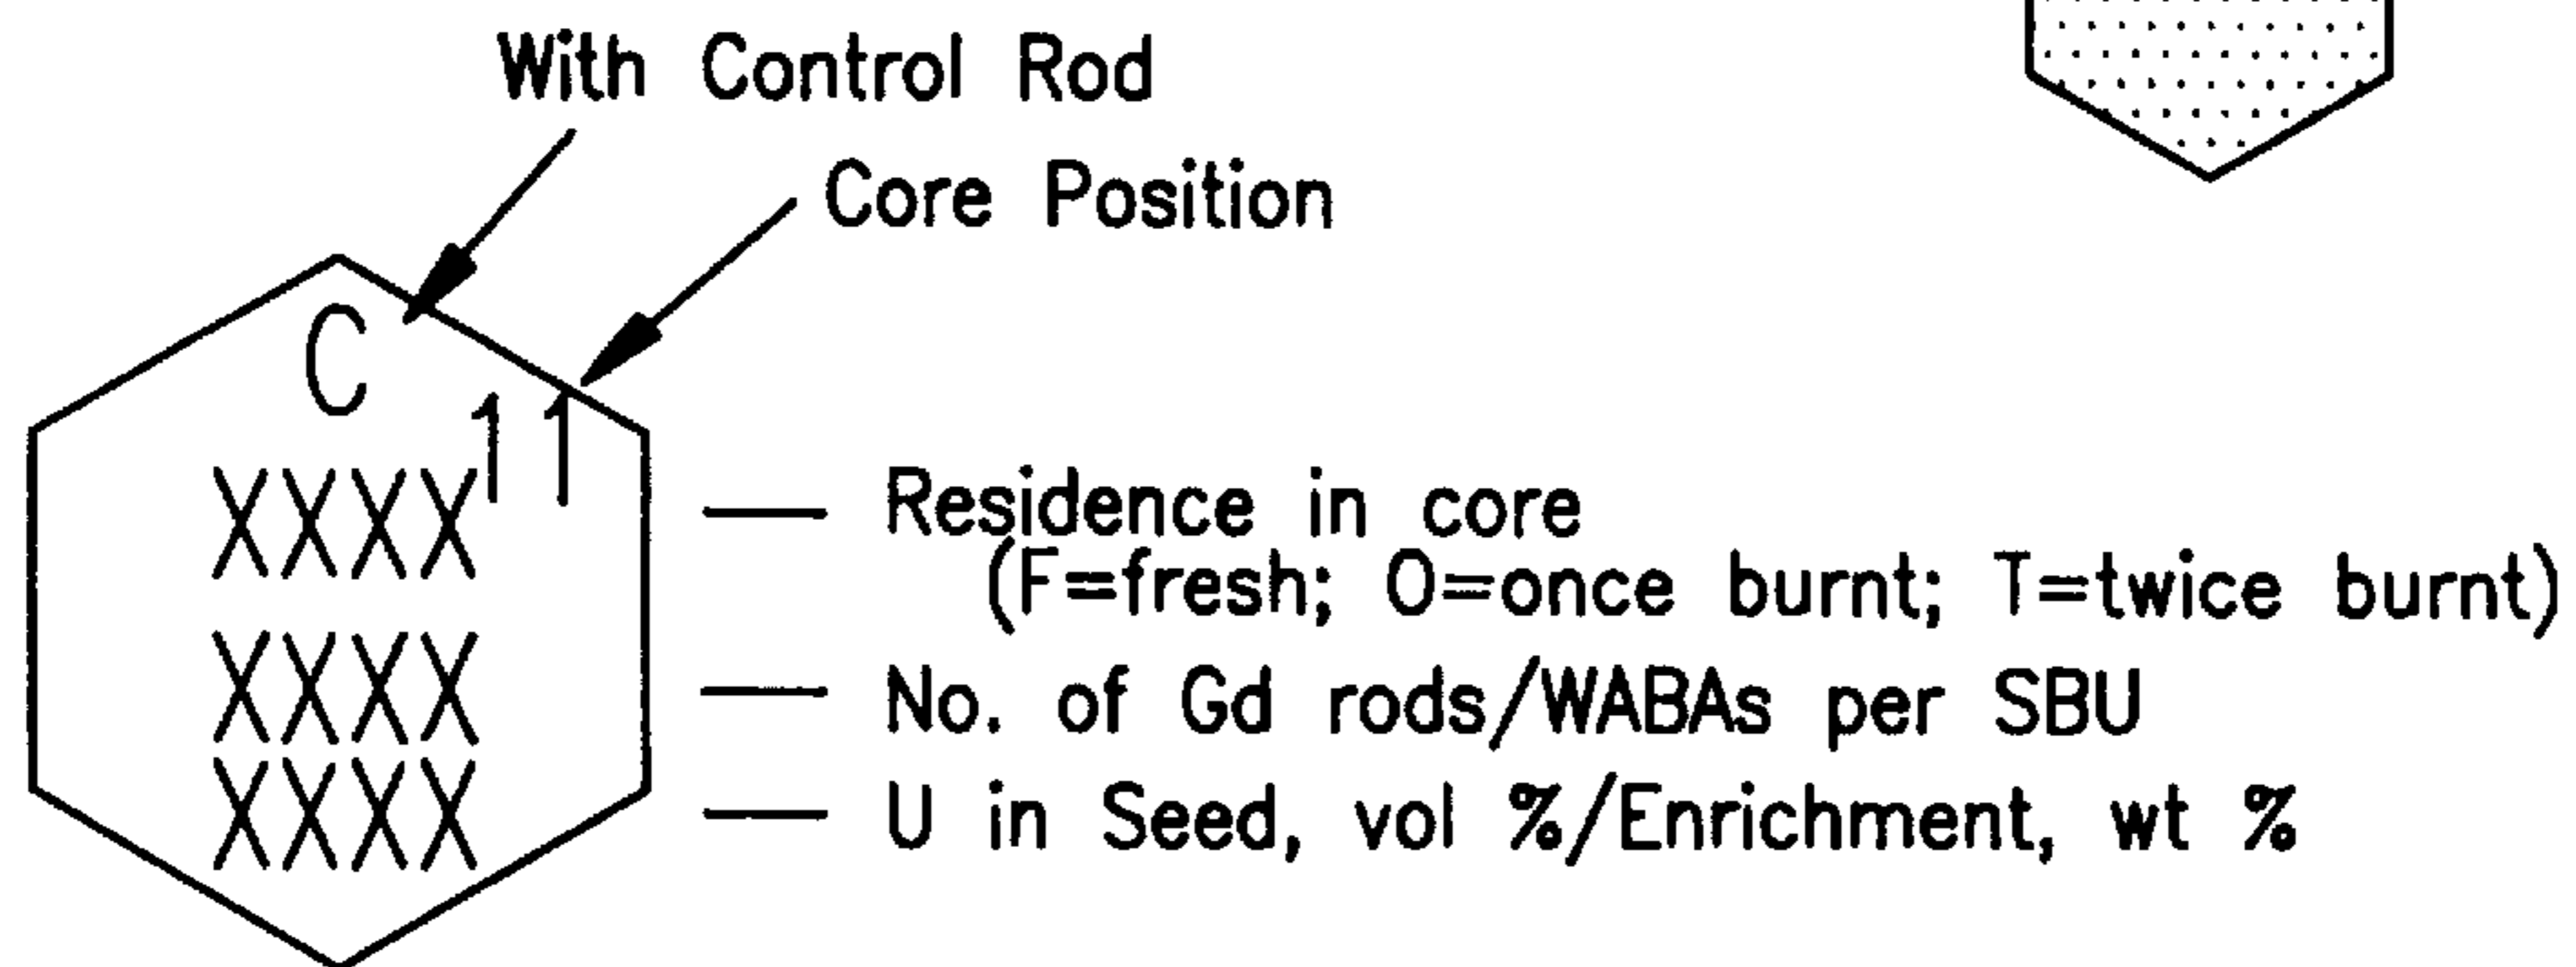 With Control Rod
Core Position
C
11
XXXX — Residence in core
(F=fresh; O=once burnt; T=twice burnt)
XXXX — No. of Gd rods/WABAs per SBU
XXXX — U in Seed, vol %/Enrichment, wt %